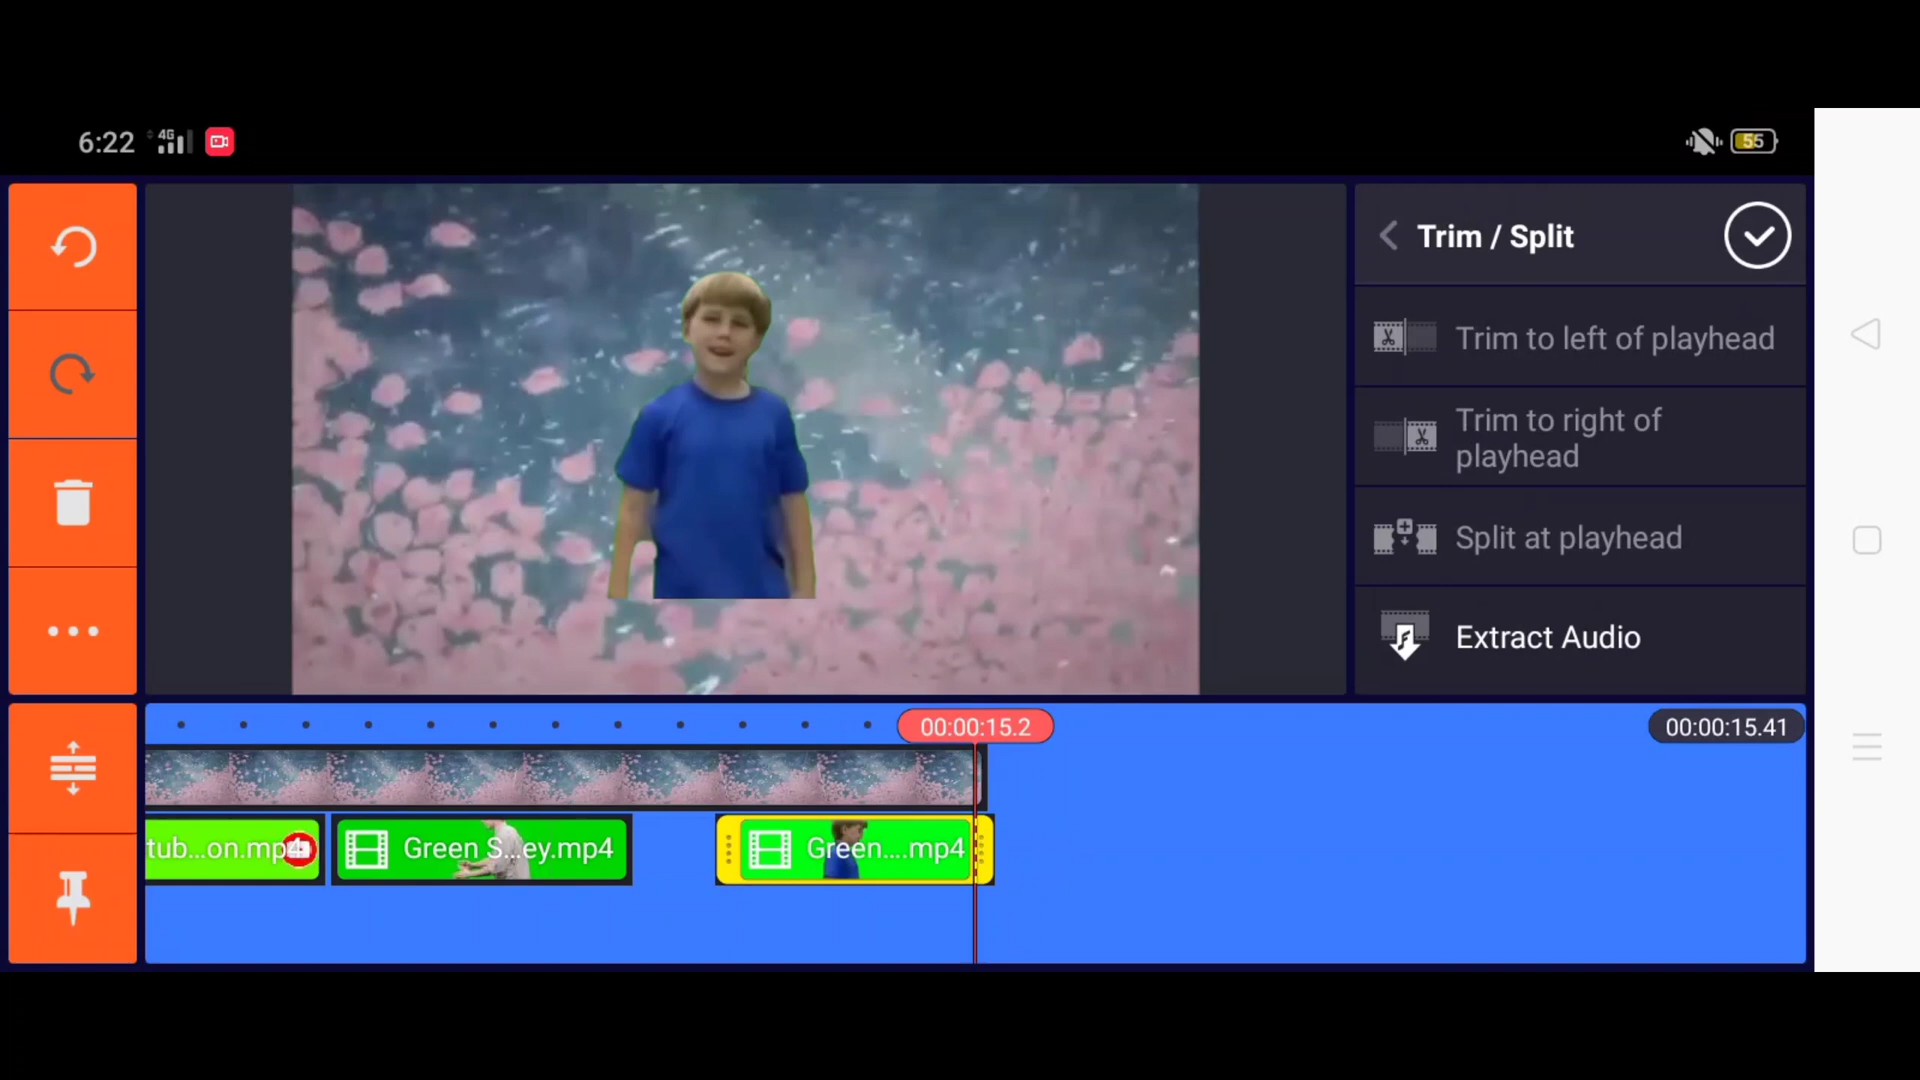 6:22 4G
55
Trim / Split
Trim to left of playhead
Trim to right of
playhead
Split at playhead
Extract Audio
00:00:15.2
00:00:15.41
tub...on.mp4
Green S...ey.mp4
Green....mp4